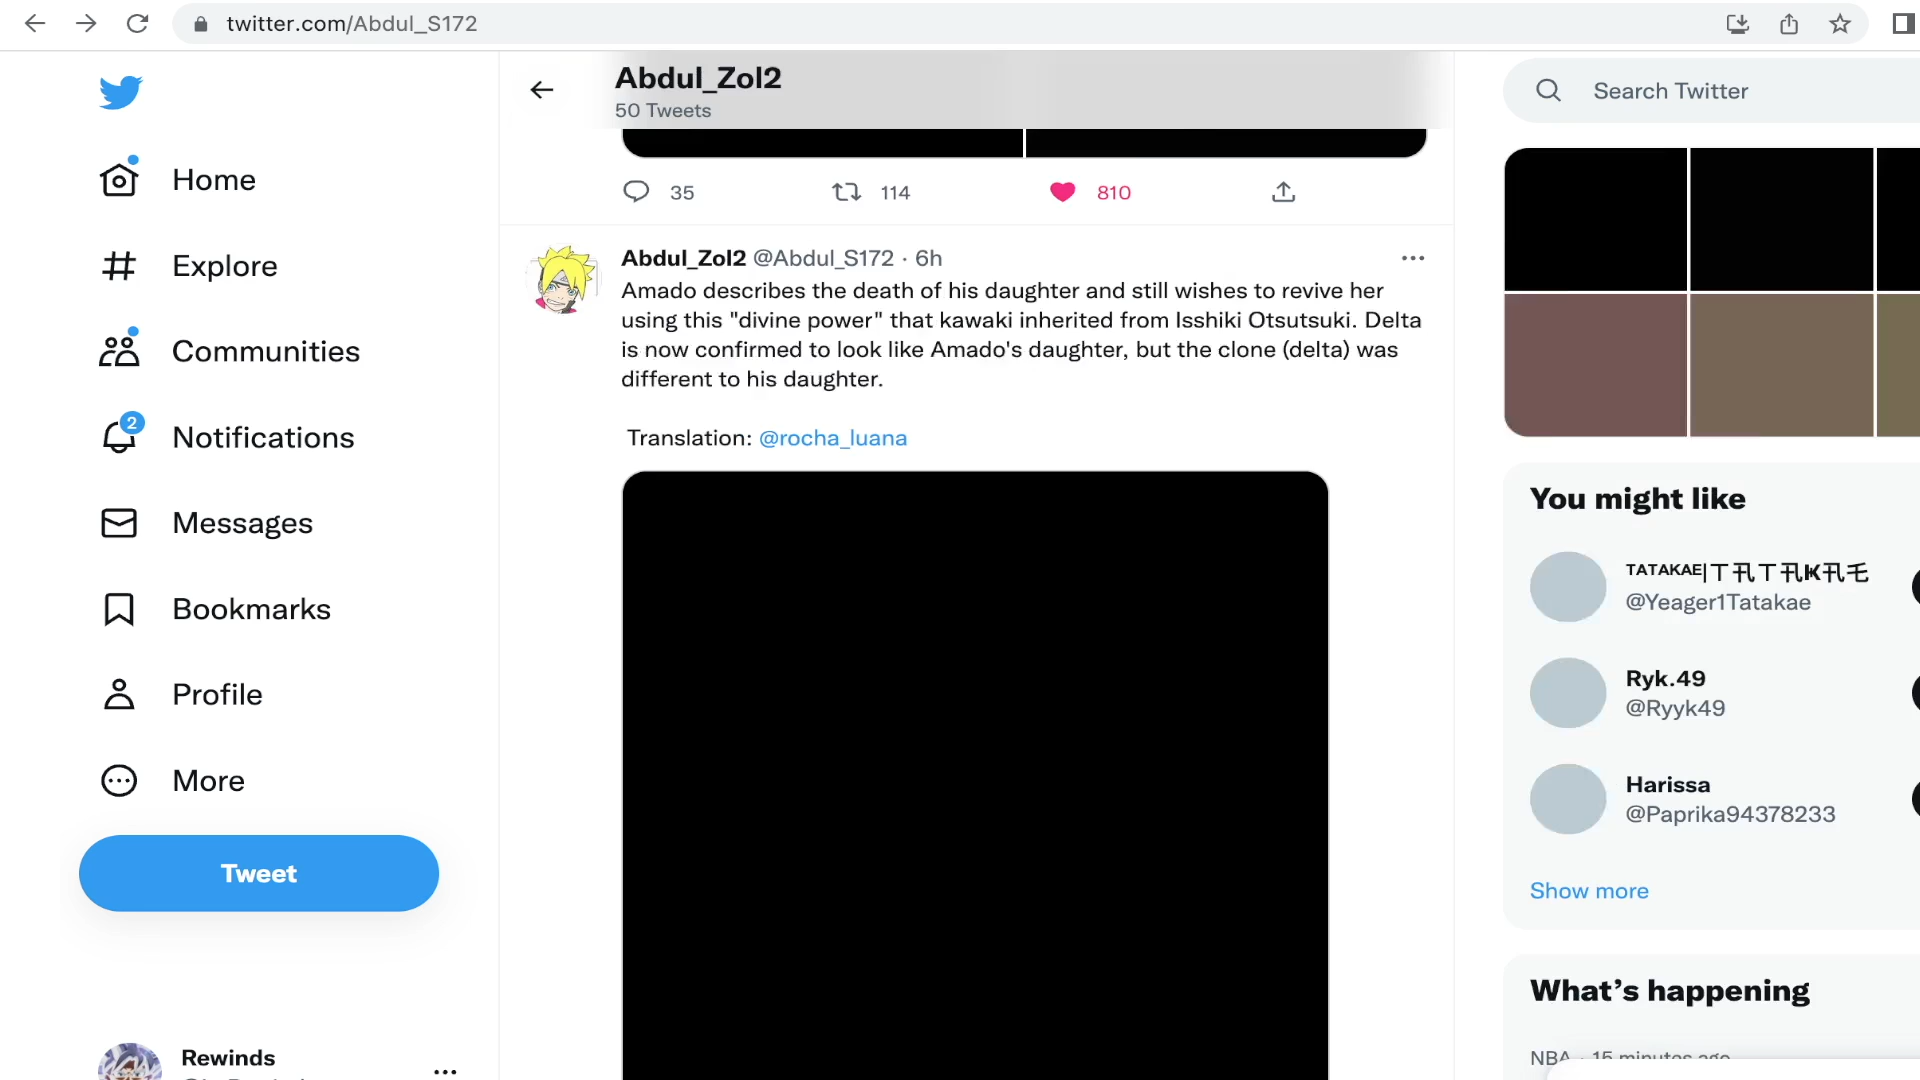 twitter.com/Abdul_S172
Abdul_Zol2
50 Tweets
Search Twitter
Home
Explore
Communities
2
Notifications
Messages
Bookmarks
Profile
More
Tweet
Rewinds
35
114
810
Abdul_Zol2 @Abdul_S172 · 6h
Amado describes the death of his daughter and still wishes to revive her
using this "divine power" that kawaki inherited from Isshiki Otsutsuki. Delta
is now confirmed to look like Amado's daughter, but the clone (delta) was
different to his daughter.
Translation: @rocha_luana
You might like
@Yeager1Tatakae
Ryk.49
@Ryyk49
Harissa
@Paprika94378233
Show more
What's happening
NBA · 15 minutes ago